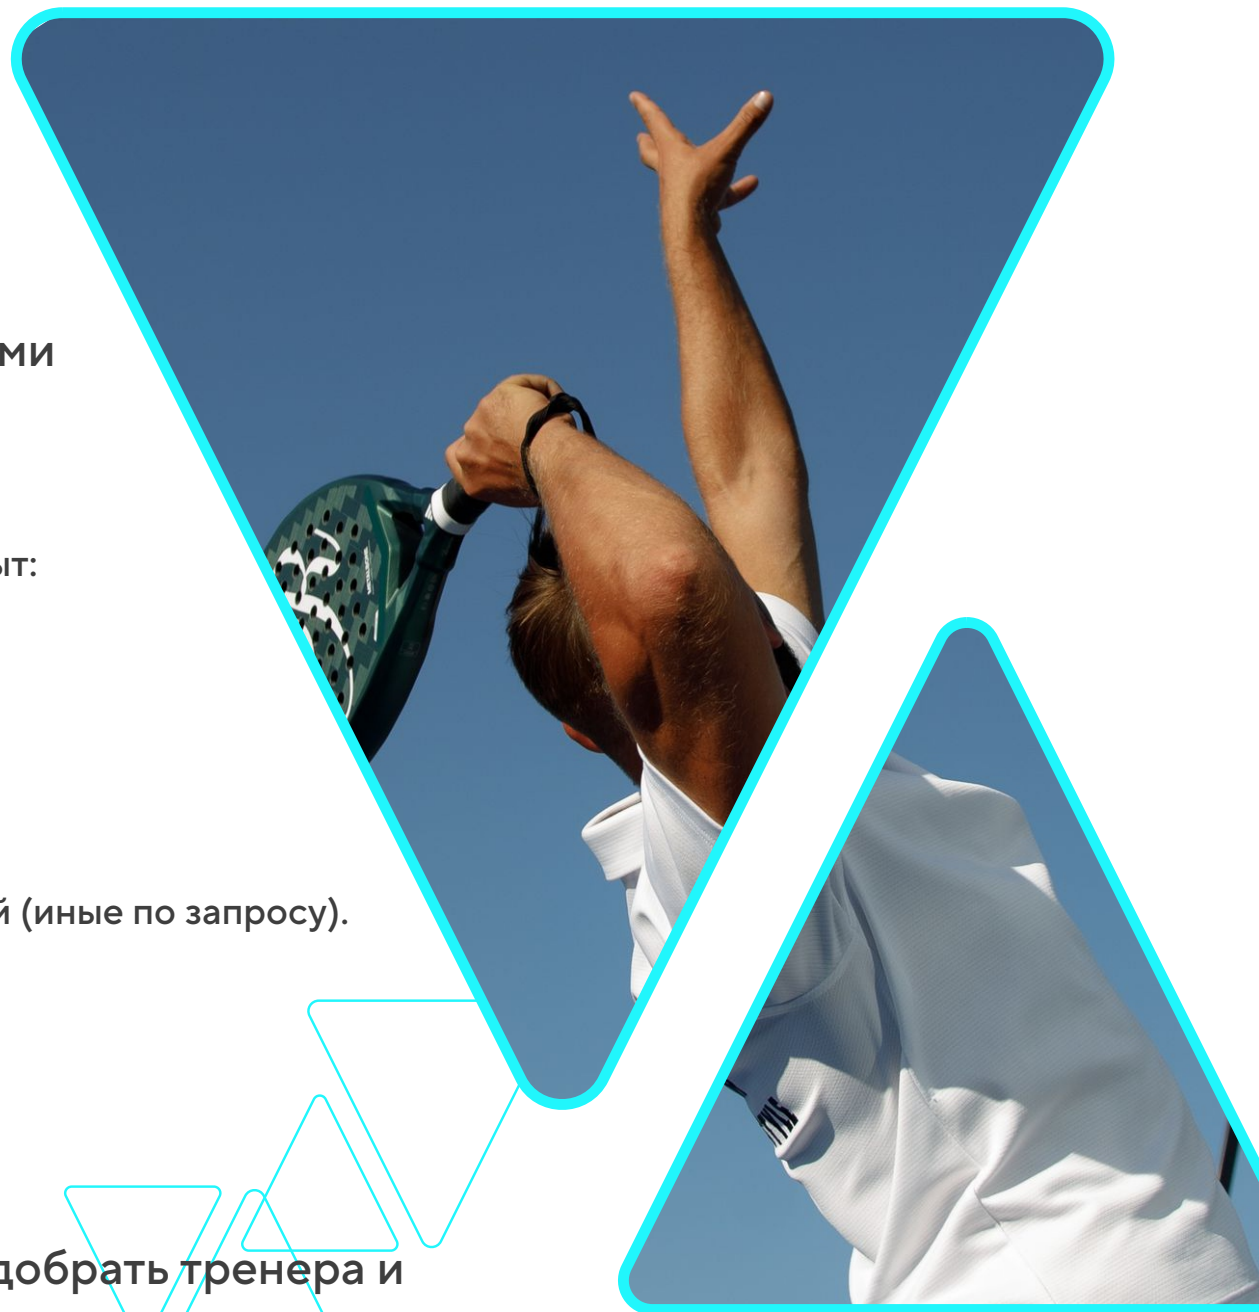 ми
ыт:
й (иные по запросу).
добрать тренера и